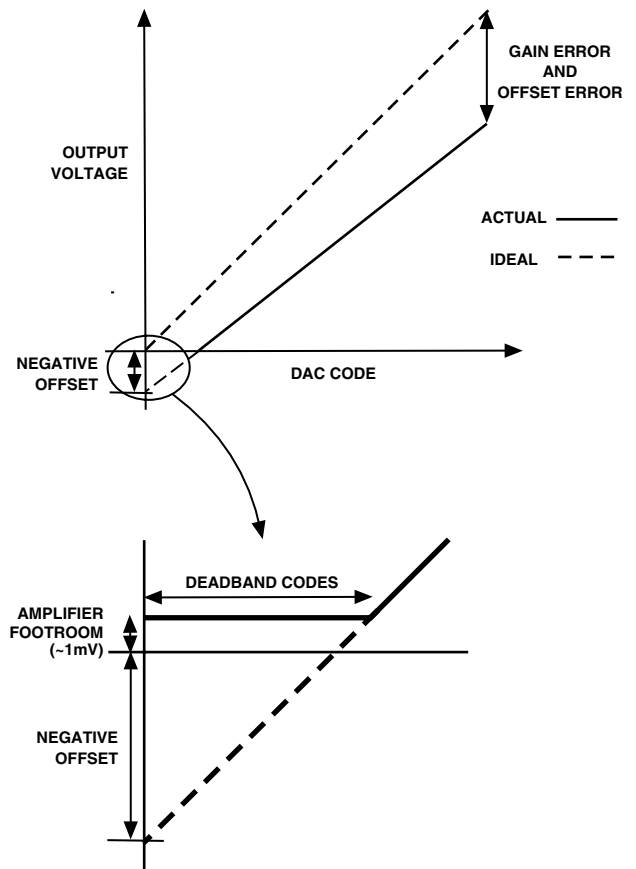 GAIN ERROR
AND
OFFSET ERROR
OUTPUT
VOLTAGE
ACTUAL
IDEAL
NEGATIVE
OFFSET
DAC CODE
DEADBAND CODES
AMPLIFIER
FOOTROOM
(~1mV)
NEGATIVE
OFFSET